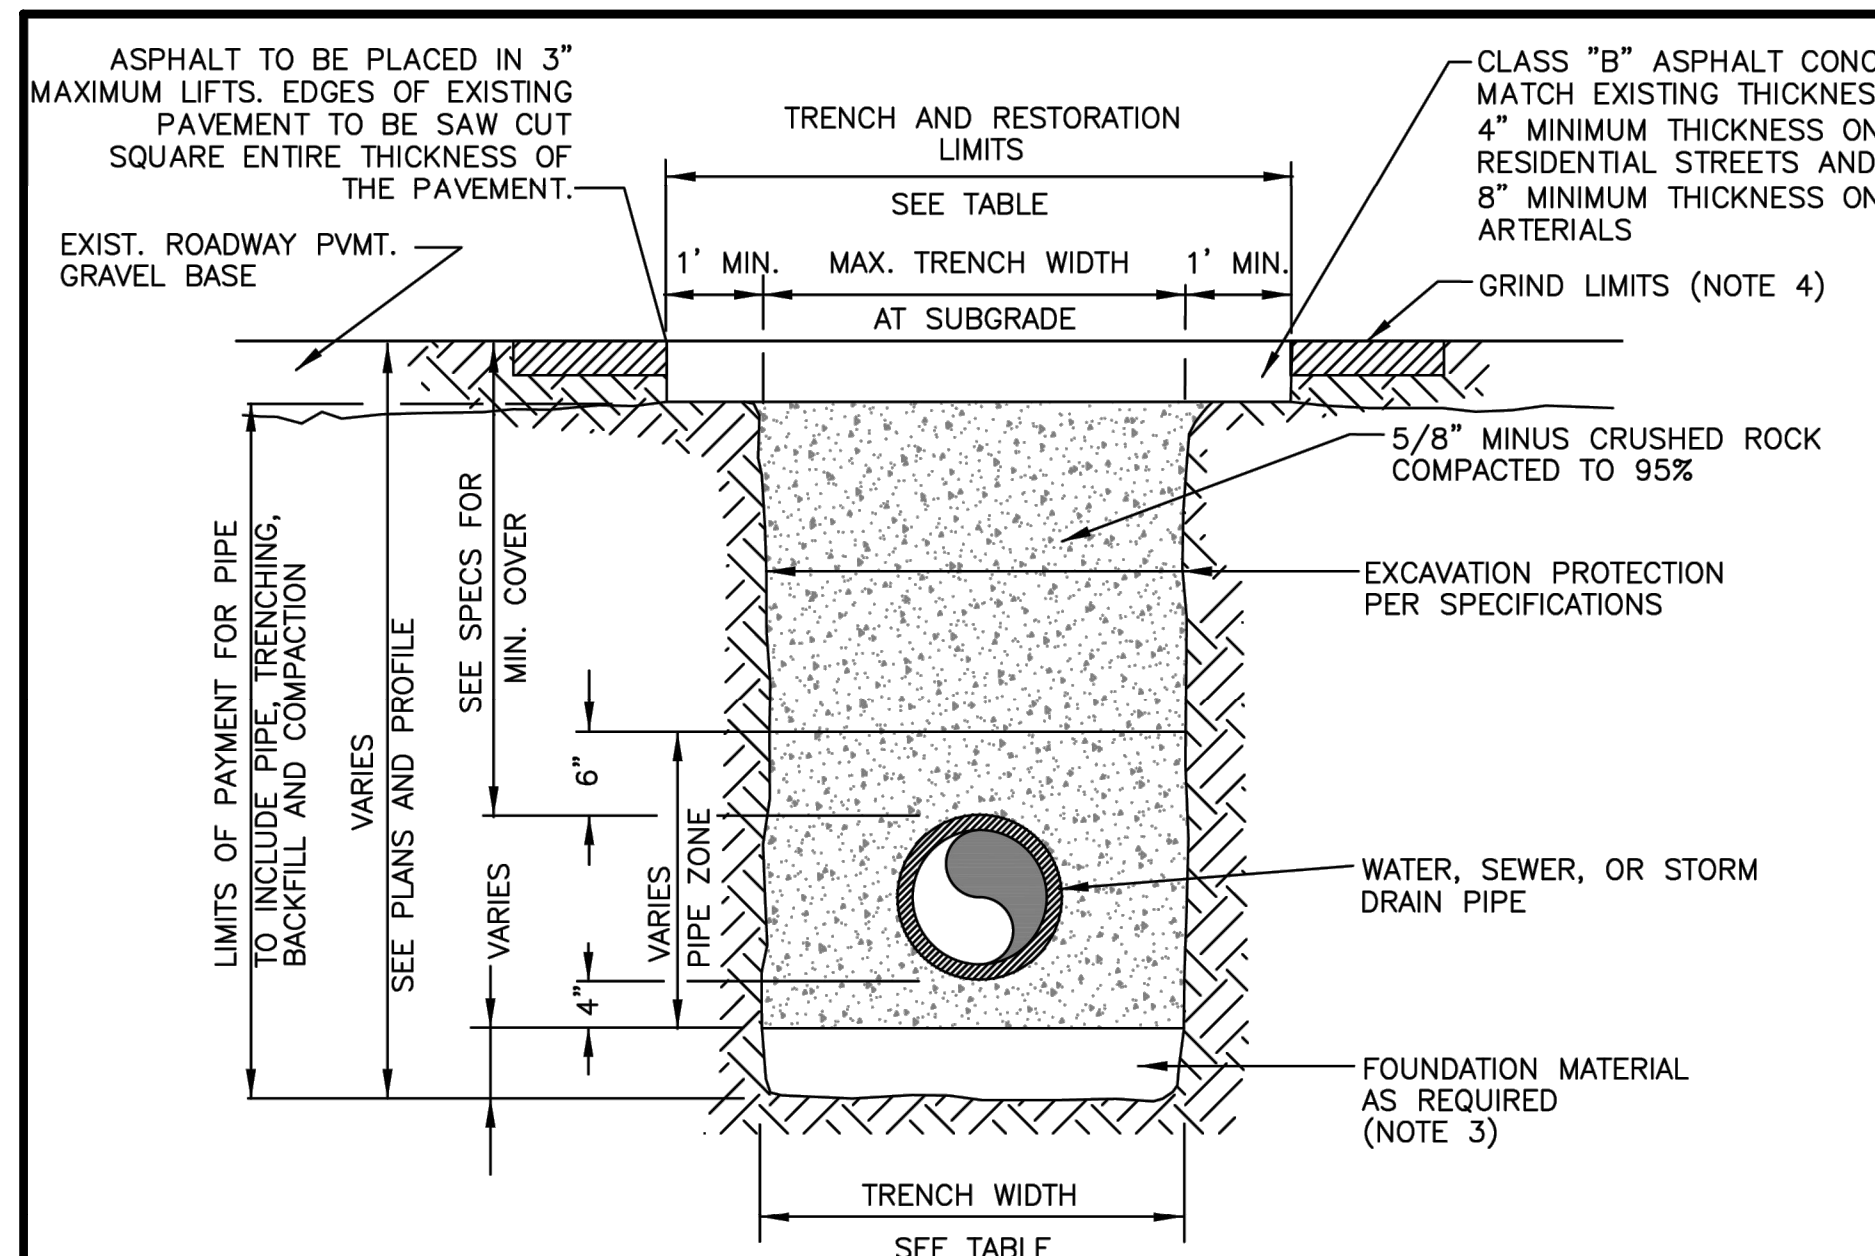 ASPHALT TO BE PLACED IN 3"
MAXIMUM LIFTS. EDGES OF EXISTING
PAVEMENT TO BE SAW CUT
SQUARE ENTIRE THICKNESS OF
THE PAVEMENT.
EXIST. ROADWAY PVMT.
GRAVEL BASE
TRENCH AND RESTORATION
LIMITS
SEE TABLE
1' MIN.
MAX. TRENCH WIDTH
1' MIN.
AT SUBGRADE
CLASS "B" ASPHALT
MATCH EXISTING
4" MINIMUM THICKNESS
RESIDENTIAL STREETS AND
8" MINIMUM THICKNESS
ARTERIALS
GRIND LIMITS (NOTE 4)
5/8" MINUS CRUSHED ROCK
COMPACTED TO 95%
EXCAVATION PROTECTION
PER SPECIFICATIONS
LIMITS OF PAYMENT FOR PIPE
TO INCLUDE PIPE, TRENCHING,
BACKFILL AND COMPACTION
VARIES
SEE PLANS AND PROFILE
SEE SPECS FOR
MIN. COVER
VARIES
6"
4"
VARIES
PIPE ZONE
WATER, SEWER, OR STORM
DRAIN PIPE
FOUNDATION MATERIAL
AS REQUIRED
(NOTE 3)
TRENCH WIDTH
SEE TABLE